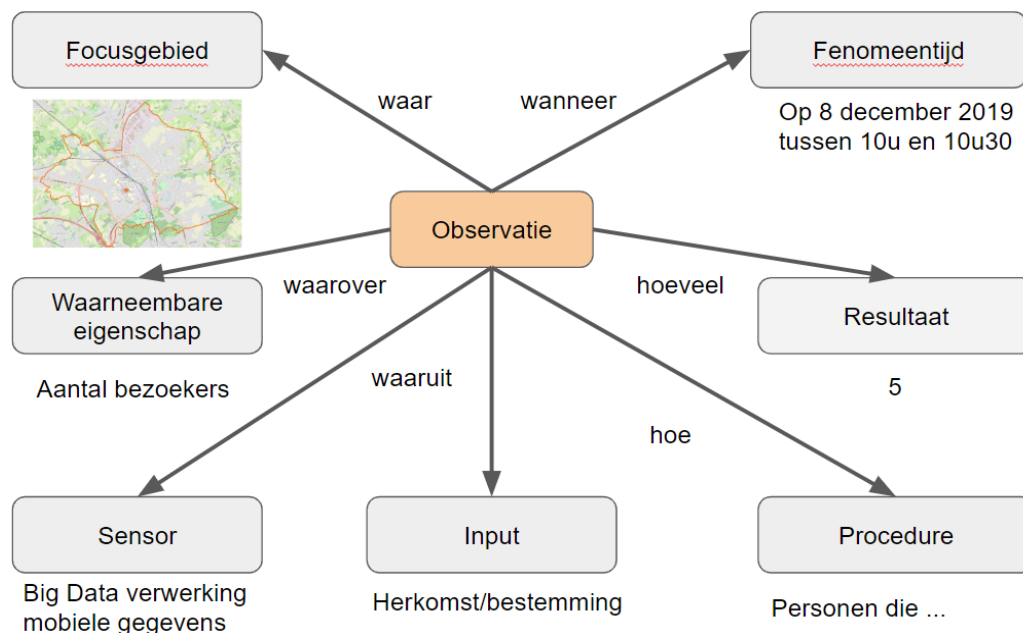 Focusgebied
Fenomeentijd
waar
wanneer
Op 8 december 2019
tussen 10u en 10u30
Observatie
waarover
hoeveel
Waarneembare
eigenschap
Resultaat
Aantal bezoekers
waaruit
5
hoe
Sensor
Input
Procedure
Big Data verwerking
mobiele gegevens
Herkomst/bestemming
Personen die ...